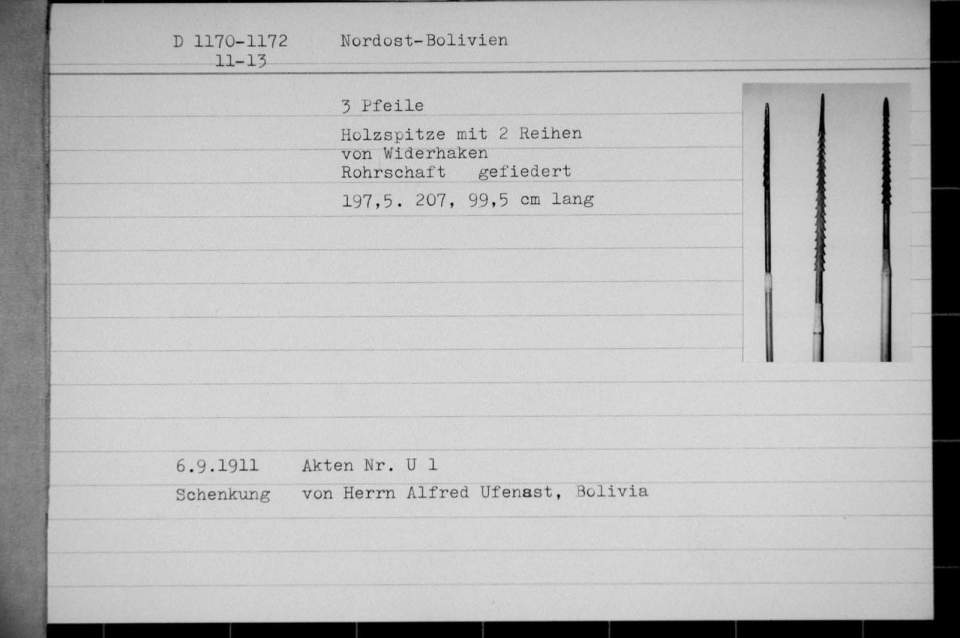 D 1170-1172 Nordost-Bolivien
11-13
3 Pfeile
Holzspitze mit 2 Reihen
von Widerhaken
Rohrschaft gefiedert
197,5. 207, 99,5 cm lang
6.9.1911 Akten Nr. U 1
Schenkung von Herrn Alfred Ufenast, Bolivia